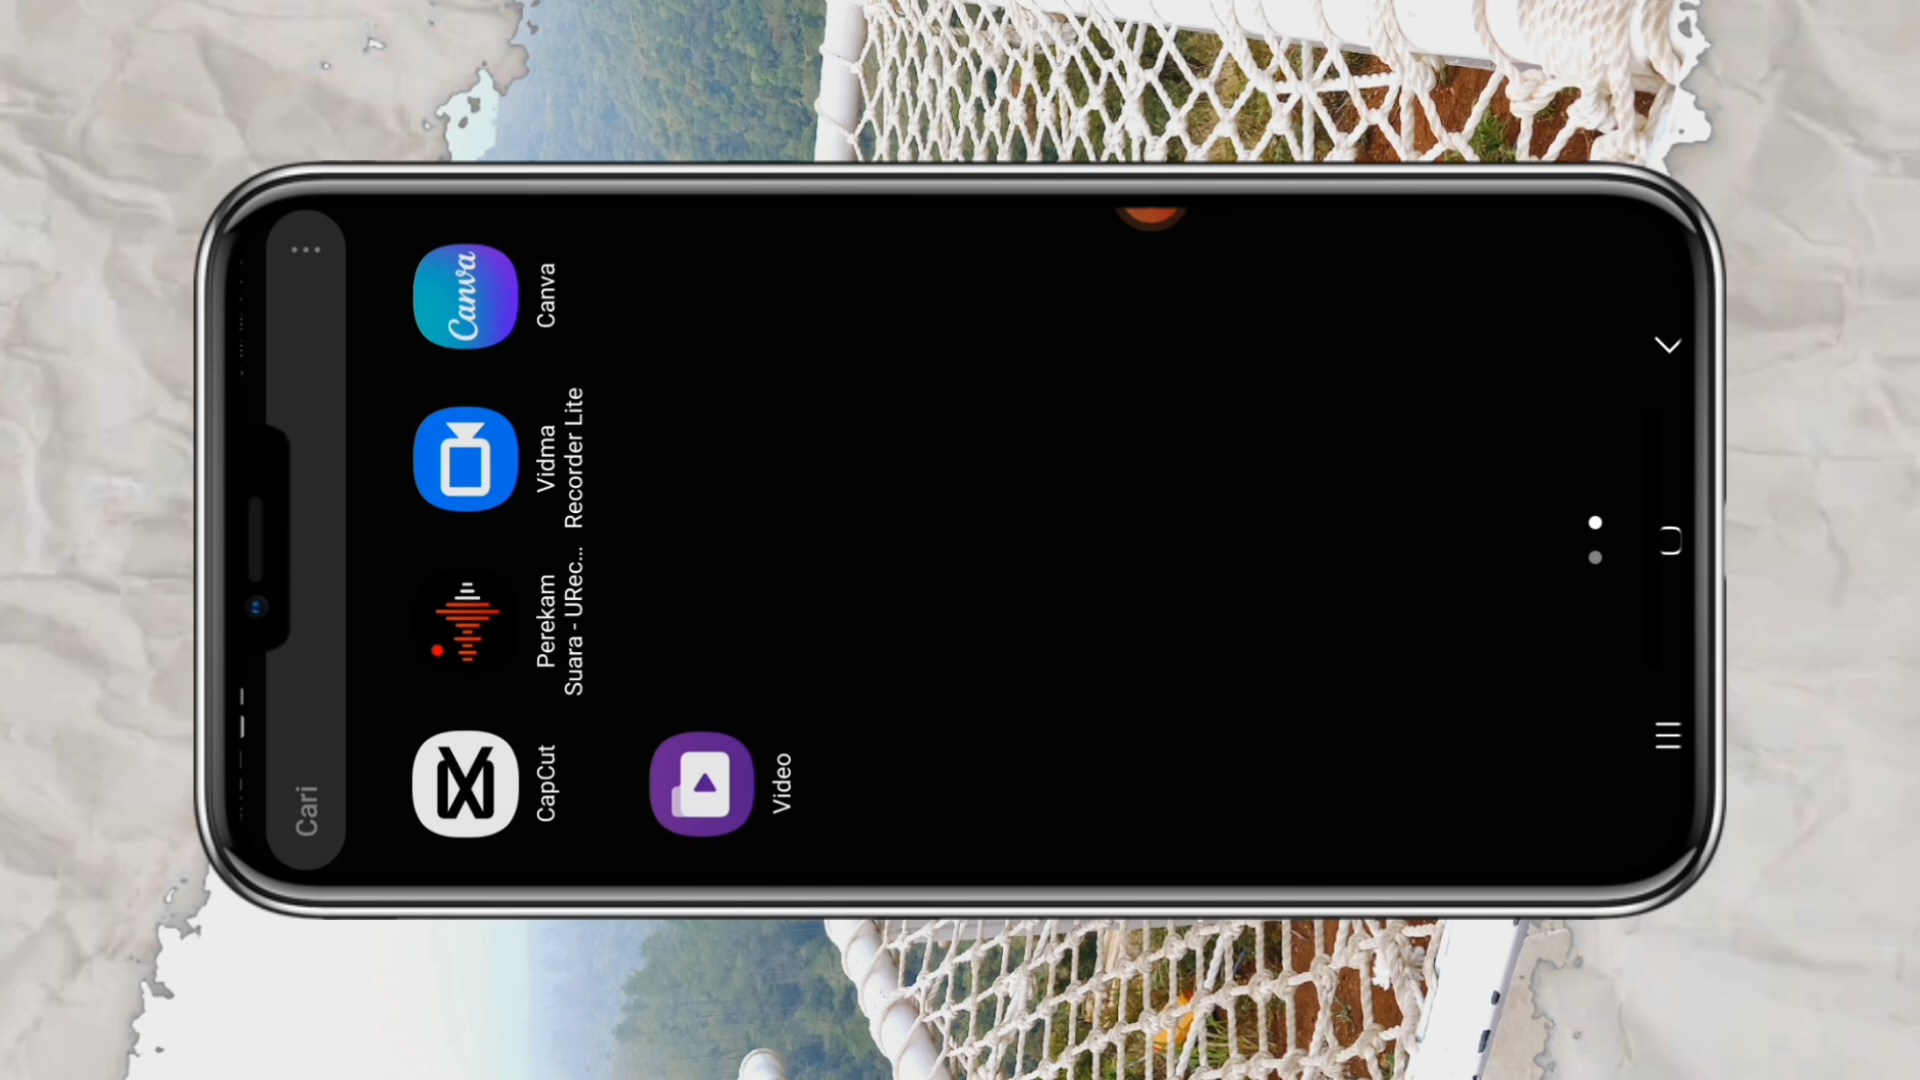 Cari
Canva
CapCut
Perekam
Suara - URec...
Vidma
Recorder Lite
Canva
Video